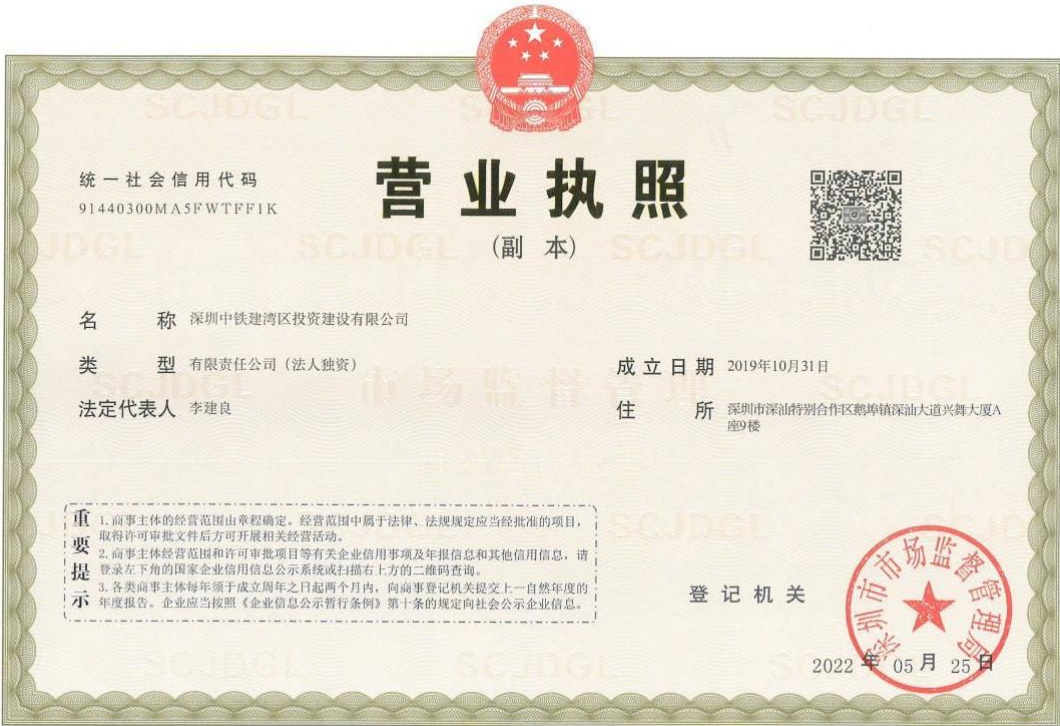 统一社会信用代码
91440300MA5FWTFF1K
营业执照
(副 本)
名 称 深圳中铁建湾区投资建设有限公司
类 型 有限责任公司（法人独资）
法定代表人 李建良
成立日期 2019年10月31日
住 所 深圳市深汕特别合作区鹅埠镇深汕大道兴舞大厦A
座9楼
重要提示
1.商事主体的经营范围由章程确定。经营范围中属于法律、法规规定应当经批准的项目，
取得许可审批文件后方可开展相关经营活动。
2.商事主体经营范围和许可审批项目等有关企业信用事项及年报信息和其他信用信息，请
登录左下角的国家企业信用信息公示系统或扫描右上方的二维码查询。
3.各类商事主体每年须于成立周年之日起两个月内，向商事登记机关提交上一自然年度的
年度报告。企业应当按照《企业信息公示暂行条例》第十条的规定向社会公示企业信息。
登记机关
深圳市市场监督管理局
2022 年 05 月 25 日
SCJDGL
市场监督管理